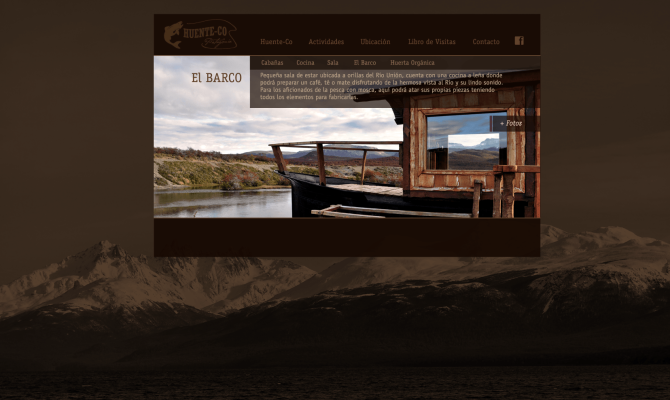 HUENTE-CO
Huente-Co Actividades Ubicación Libro de Visitas Contacto
Cabañas Cocina Sala El Barco Huerta Orgánica
El BARCO
Pequeña sala de estar ubicada a orillas del Río Unión, cuenta con una cocina a leña donde
podrá preparar un café, té o mate disfrutando de la hermosa vista al Río y su lindo sonido.
Para los aficionados de la pesca con mosca, aquí podrá atar sus propias piezas teniendo
todos los elementos para fabricarlas.
+ Fotos